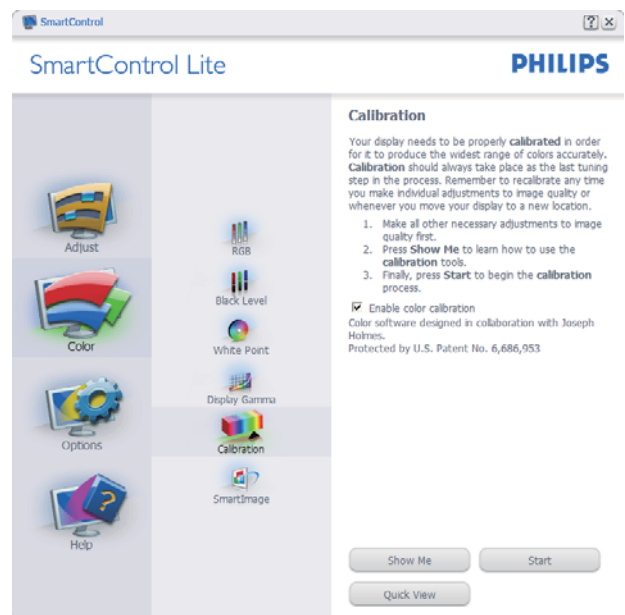 SmartControl
SmartControl Lite
PHILIPS
Adjust
Color
Options
Help
RGB
Black Level
White Point
Display Gamma
Calibration
SmartImage
Calibration
Your display needs to be properly calibrated in order
for it to produce the widest range of colors accurately.
Calibration should always take place as the last tuning
step in the process. Remember to recalibrate any time
you make individual adjustments to image quality or
whenever you move your display to a new location.
1. Make all other necessary adjustments to image
quality first.
2. Press Show Me to learn how to use the
calibration tools.
3. Finally, press Start to begin the calibration
process.
Enable color calibration
Color software designed in collaboration with Joseph
Holmes.
Protected by U.S. Patent No. 6,686,953
Show Me
Start
Quick View